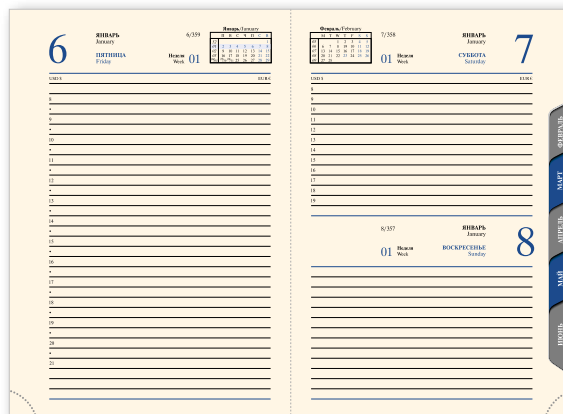 6
ЯНВАРЬ
January
6/359
ПЯТНИЦА
Friday
Неделя
Week
01
Январь/January
USD $
EUR €
8
9
10
11
12
13
14
15
16
17
18
19
20
21
Февраль/February
7/358
ЯНВАРЬ
January
7
01
Неделя
Week
СУББОТА
Saturday
USD $
EUR €
8
9
10
11
12
13
14
15
16
17
18
19
8/357
ЯНВАРЬ
January
8
01
Неделя
Week
ВОСКРЕСЕНЬЕ
Sunday
ФЕВРАЛЬ
МАРТ
АПРЕЛЬ
МАЙ
ИЮНЬ